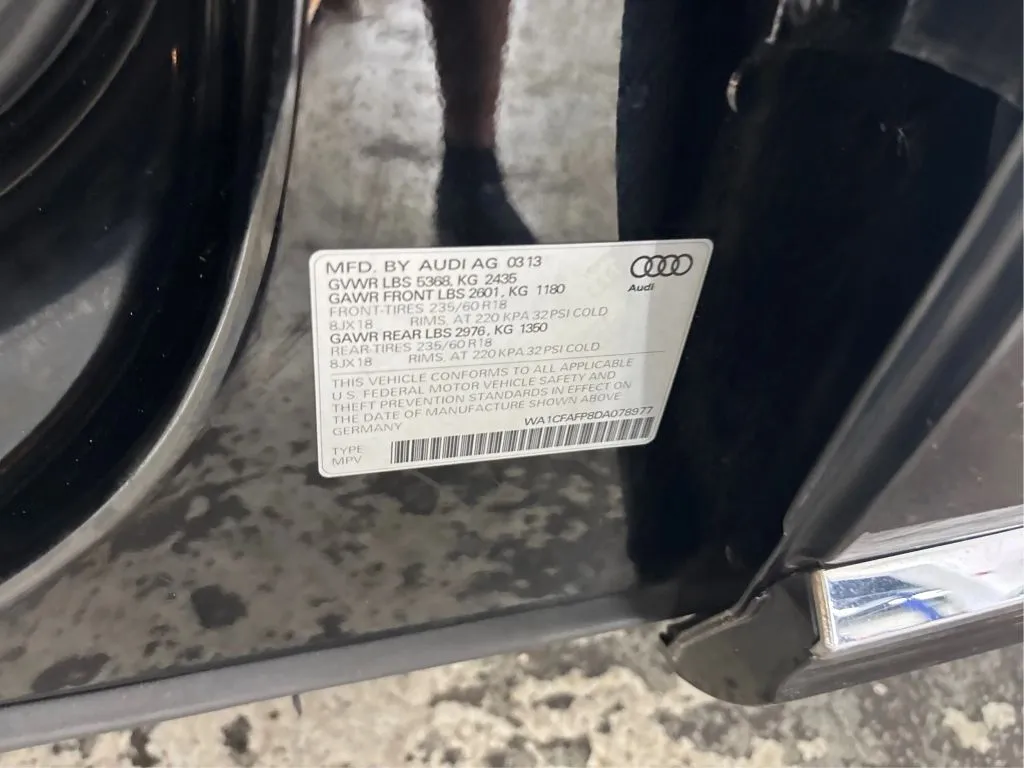 MFD. BY AUDI AG 03 13
GVWR LBS 5368, KG 2435
GAWR FRONT LBS 2601, KG 1180
FRONT-TIRES 235/60 R18
8JX18 RIMS, AT 220 KPA 32 PSI COLD
GAWR REAR LBS 2976, KG 1350
REAR-TIRES 235/60 R18
8JX18 RIMS, AT 220 KPA 32 PSI COLD
Audi
THIS VEHICLE CONFORMS TO ALL APPLICABLE
U.S. FEDERAL MOTOR VEHICLE SAFETY AND
THEFT PREVENTION STANDARDS IN EFFECT ON
THE DATE OF MANUFACTURE SHOWN ABOVE
GERMANY WA1CFAFP8DA078977
TYPE
MPV